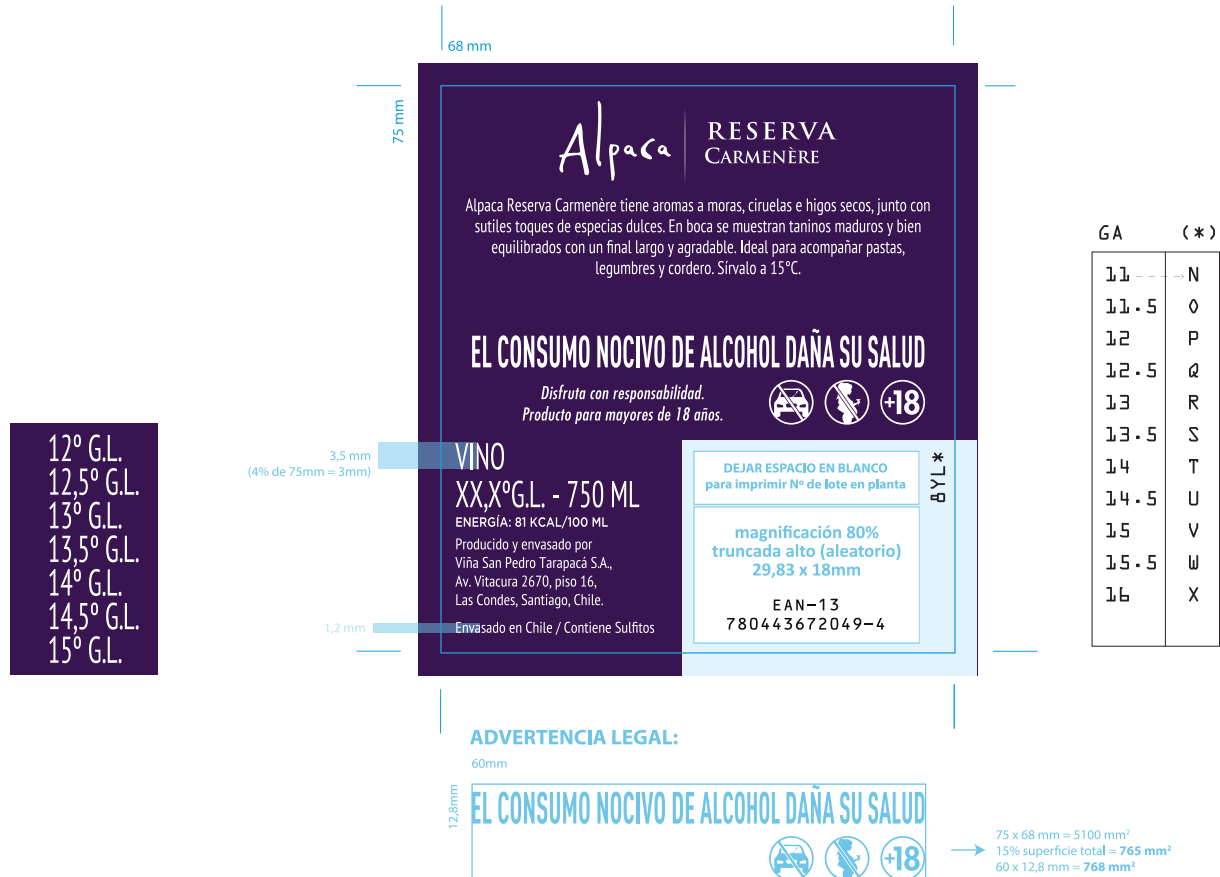 68 mm
75 mm
Alpaca
RESERVA
CARMENÈRE
Alpaca Reserva Carmenère tiene aromas a moras, ciruelas e higos secos, junto con
sutiles toques de especias dulces. En boca se muestran taninos maduros y bien
equilibrados con un final largo y agradable. Ideal para acompañar pastas,
legumbres y cordero. Sírvalo a 15°C.
EL CONSUMO NOCIVO DE ALCOHOL DAÑA SU SALUD
Disfruta con responsabilidad.
Producto para mayores de 18 años.
+18
12º G.L.
12,5º G.L.
13º G.L.
13,5º G.L.
14º G.L.
14,5º G.L.
15º G.L.
3,5 mm
(4% de 75mm = 3mm)
VINO
XX,XºG.L. - 750 ML
ENERGÍA: 81 KCAL/100 ML
Producido y envasado por
Viña San Pedro Tarapacá S.A.,
Av. Vitacura 2670, piso 16,
Las Condes, Santiago, Chile.
1,2 mm
Envasado en Chile / Contiene Sulfitos
DEJAR ESPACIO EN BLANCO
para imprimir Nº de lote en planta
8YL*
magnificación 80%
truncada alto (aleatorio)
29,83 x 18mm
EAN-13
780443672049-4
GA (*)
11 N
11.5 O
12 P
12.5 Q
13 R
13.5 S
14 T
14.5 U
15 V
15.5 W
16 X
ADVERTENCIA LEGAL:
60mm
12,8mm
EL CONSUMO NOCIVO DE ALCOHOL DAÑA SU SALUD
+18
75 x 68 mm = 5100 mm²
15% superficie total = 765 mm²
60 x 12,8 mm = 768 mm²